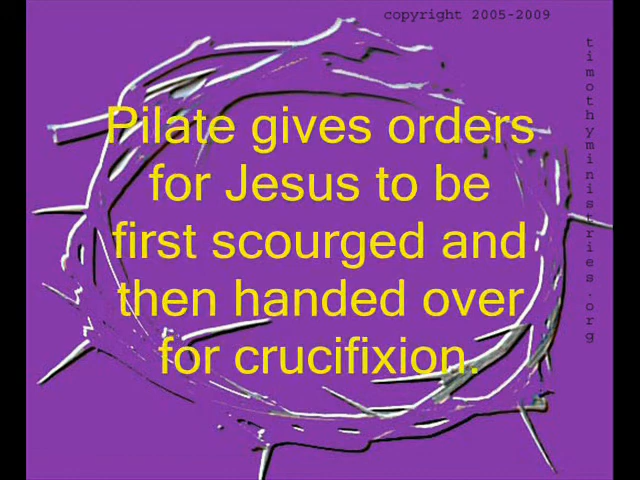 copyright 2005-2009
Pilate gives orders
for Jesus to be
first scourged and
then handed over
for crucifixion.
timothyministries.org